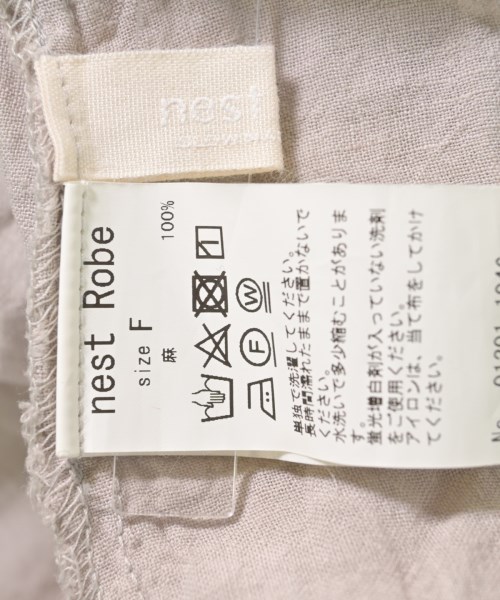 nest
nest Robe
size F
麻 100%
W
F
単独で洗濯してください。
長時間濡れたままで置かないで
ください。
水洗いで多少縮むことがありま
す。
蛍光増白剤が入っていない洗剤
をご使用ください。
アイロンは、当て布をしてかけ
てください。